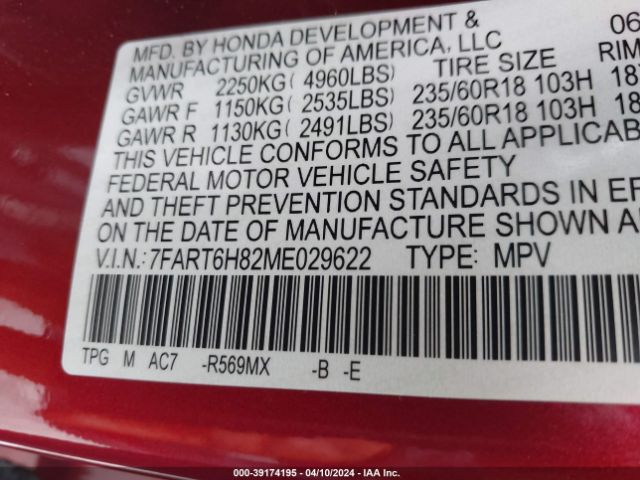 MFD. BY HONDA DEVELOPMENT & 06
MANUFACTURING OF AMERICA, LLC
GVWR 2250KG( 4960LBS) TIRE SIZE RIM
GAWR F 1150KG( 2535LBS) 235/60R18 103H 18
GAWR R 1130KG( 2491LBS) 235/60R18 103H 18
THIS VEHICLE CONFORMS TO ALL APPLICAB
FEDERAL MOTOR VEHICLE SAFETY
AND THEFT PREVENTION STANDARDS IN EF
ON THE DATE OF MANUFACTURE SHOWN A
V.I.N.: 7FART6H82ME029622 TYPE: MPV
TPG M AC7 -R569MX -B -E
000-39174195 - 04/10/2024 - IAA Inc.